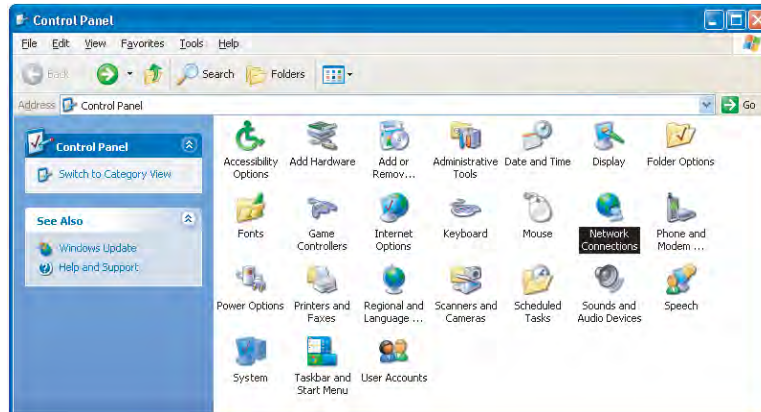 Control Panel
File Edit View Favorites Tools Help
Back Search Folders
Address Control Panel Go
Control Panel
Switch to Category View
See Also
Windows Update
Help and Support
Accessibility Options
Add Hardware
Add or Remov...
Administrative Tools
Date and Time
Display
Folder Options
Fonts
Game Controllers
Internet Options
Keyboard
Mouse
Network Connections
Phone and Modem ...
Power Options
Printers and Faxes
Regional and Language ...
Scanners and Cameras
Scheduled Tasks
Sounds and Audio Devices
Speech
System
Taskbar and Start Menu
User Accounts